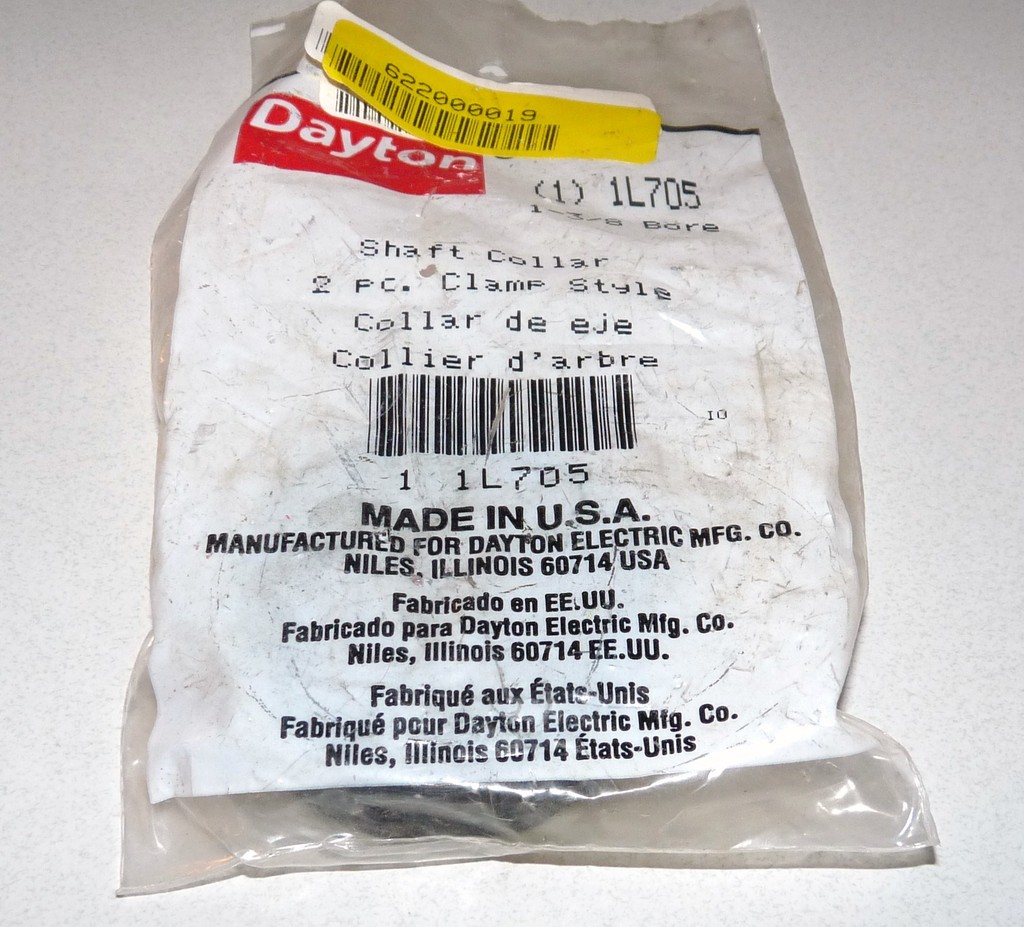 622000019
Dayton
(1) 1L705
1-3/8 Bore
Shaft Collar
2 pc. Clamp Style
Collar de eje
Collier d'arbre
IO
1 1L705
MADE IN U.S.A.
MANUFACTURED FOR DAYTON ELECTRIC MFG. CO.
NILES, ILLINOIS 60714 USA
Fabricado en EE.UU.
Fabricado para Dayton Electric Mfg. Co.
Niles, Illinois 60714 EE.UU.
Fabriqué aux États-Unis
Fabriqué pour Dayton Electric Mfg. Co.
Niles, Illinois 60714 États-Unis